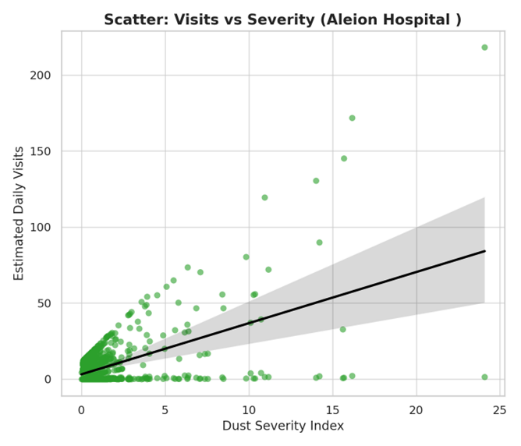 Scatter: Visits vs Severity (Aleion Hospital )
200
150
100
50
0
Estimated Daily Visits
0 5 10 15 20 25
Dust Severity Index